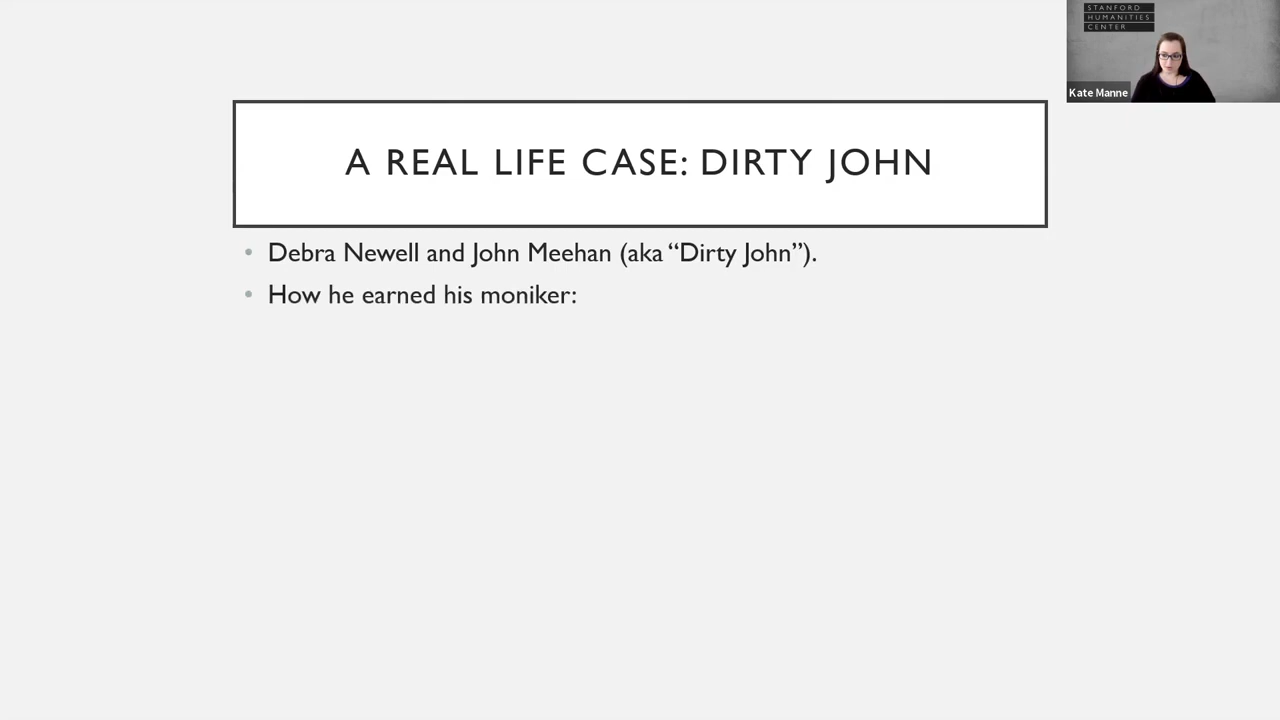 STANFORD
HUMANITIES
CENTER
Kate Manne
A REAL LIFE CASE: DIRTY JOHN
• Debra Newell and John Meehan (aka “Dirty John”).
• How he earned his moniker: